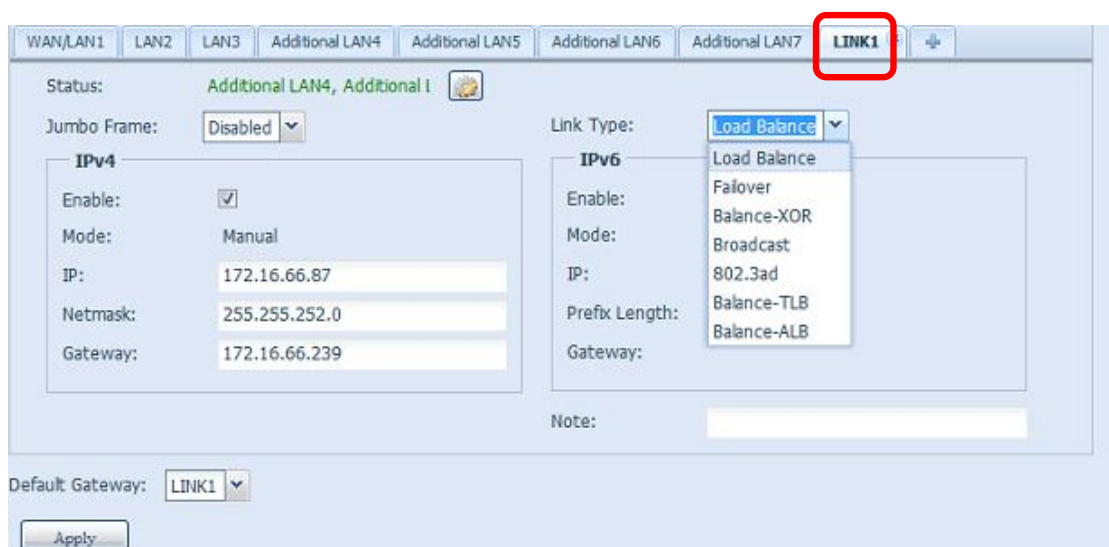 WAN/LAN1 LAN2 LAN3 Additional LAN4 Additional LAN5 Additional LAN6 Additional LAN7 LINK1
Status: Additional LAN4, Additional L
Jumbo Frame: Disabled Link Type: Load Balance
IPv4
Enable:
Mode: Manual
IP: 172.16.66.87
Netmask: 255.255.252.0
Gateway: 172.16.66.239
IPv6
Enable:
Mode:
IP:
Prefix Length:
Gateway:
Load Balance
Failover
Balance-XOR
Broadcast
802.3ad
Balance-TLB
Balance-ALB
Note:
Default Gateway: LINK1
Apply